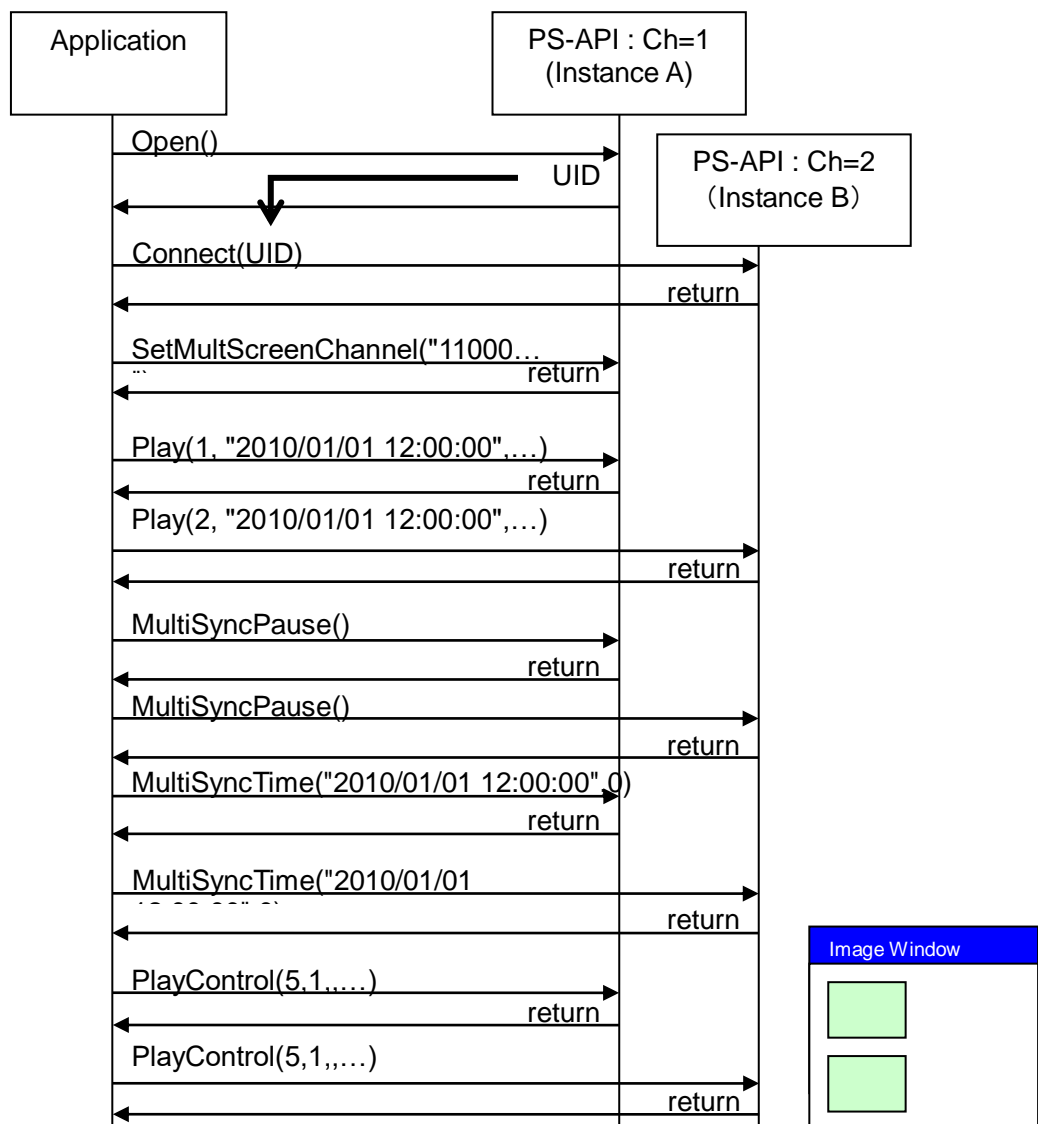 Application
PS-API : Ch=1
(Instance A)
Open()
PS-API : Ch=2
（Instance B）
UID
Connect(UID)
return
SetMultScreenChannel("11000…
return
Play(1, "2010/01/01 12:00:00",…)
return
Play(2, "2010/01/01 12:00:00",…)
return
MultiSyncPause()
return
MultiSyncPause()
return
MultiSyncTime("2010/01/01 12:00:00",0)
return
MultiSyncTime("2010/01/01
return
Image Window
PlayControl(5,1,,…)
return
PlayControl(5,1,,…)
return